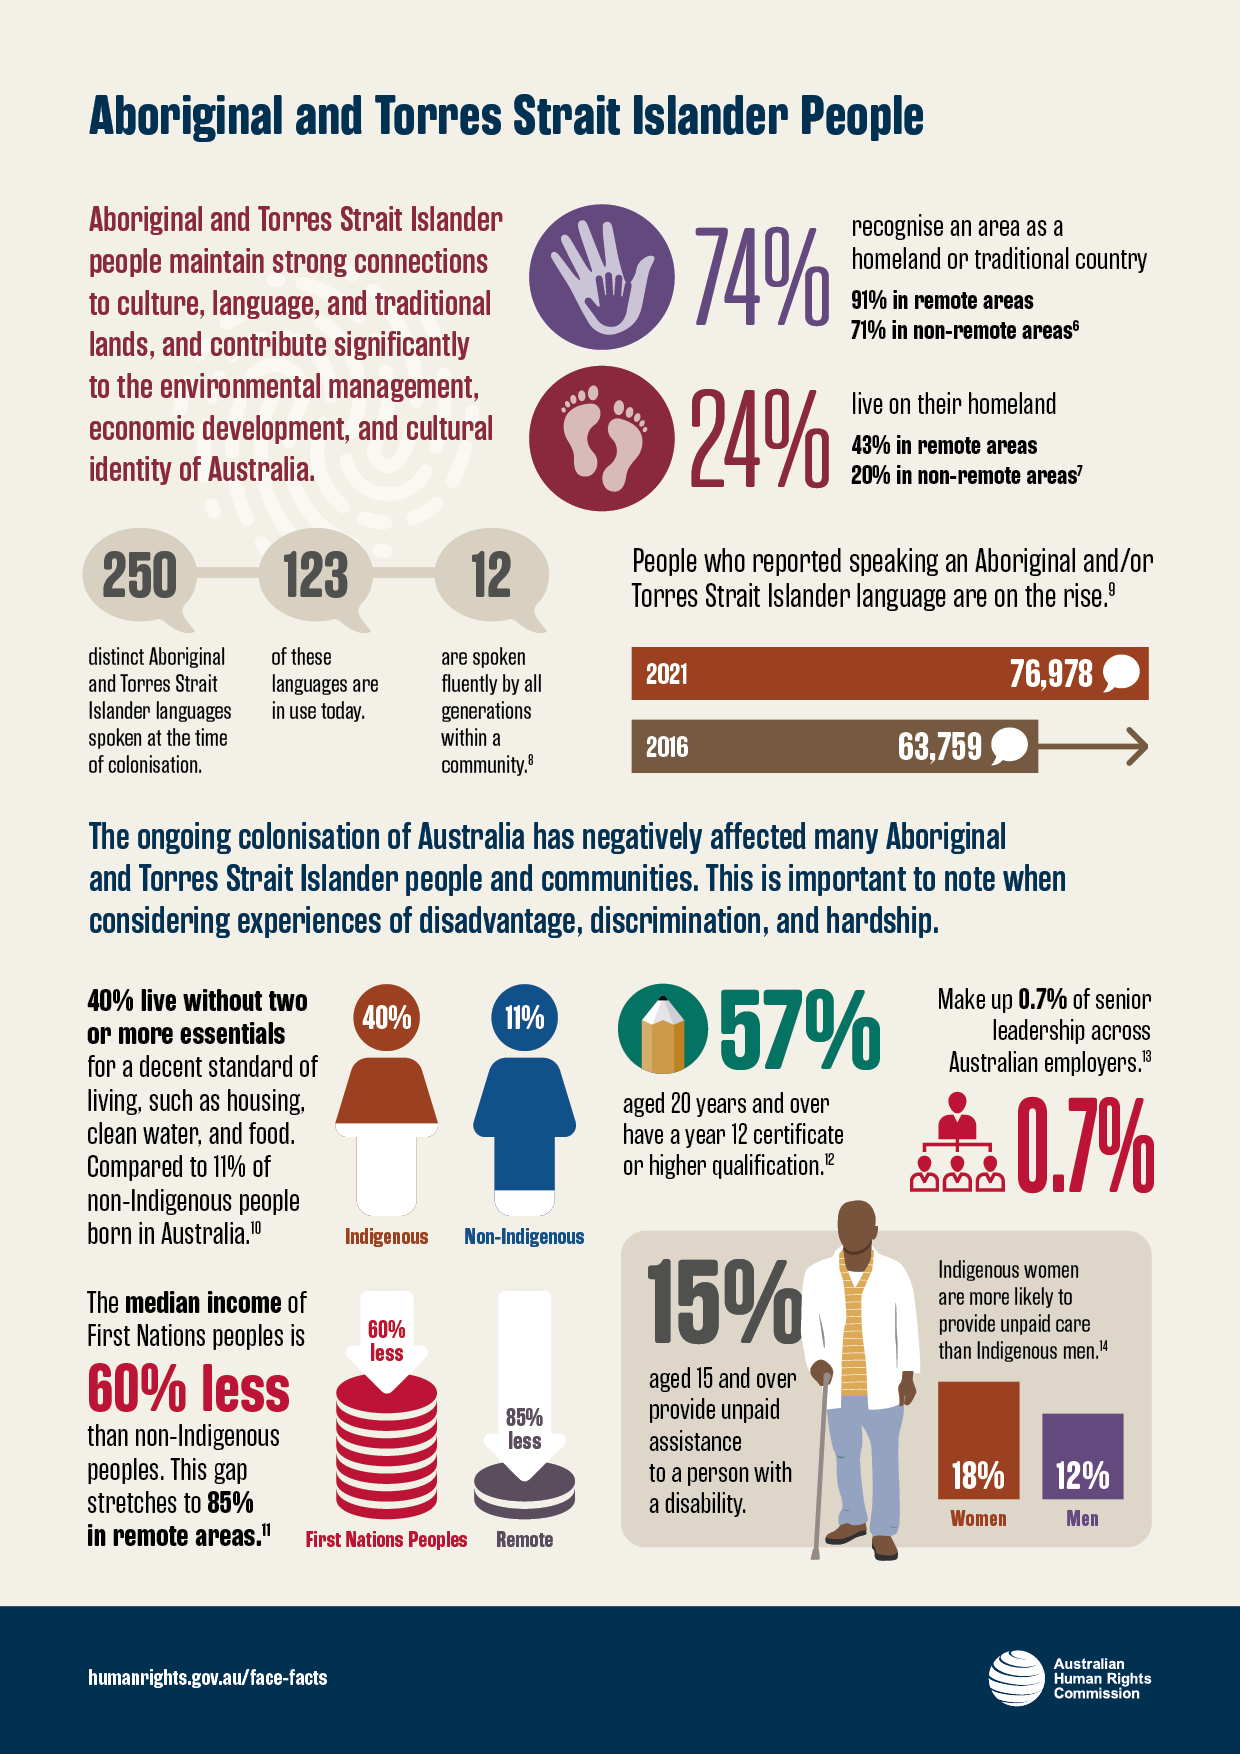 Aboriginal and Torres Strait Islander People
Aboriginal and Torres Strait Islander
people maintain strong connections
to culture, language, and traditional
lands, and contribute significantly
to the environmental management,
economic development, and cultural
identity of Australia.
74%
recognise an area as a
homeland or traditional country
91% in remote areas
71% in non-remote areas6
24%
live on their homeland
43% in remote areas
20% in non-remote areas7
250
distinct Aboriginal
and Torres Strait
Islander languages
spoken at the time
of colonisation.
123
of these
languages are
in use today.
12
are spoken
fluently by all
generations
within a
community.8
People who reported speaking an Aboriginal and/or
Torres Strait Islander language are on the rise.9
2021 76,978
2016 63,759
The ongoing colonisation of Australia has negatively affected many Aboriginal
and Torres Strait Islander people and communities. This is important to note when
considering experiences of disadvantage, discrimination, and hardship.
40% live without two
or more essentials
for a decent standard of
living, such as housing,
clean water, and food.
Compared to 11% of
non-Indigenous people
born in Australia.10
40%
Indigenous
11%
Non-Indigenous
57%
aged 20 years and over
have a year 12 certificate
or higher qualification.12
Make up 0.7% of senior
leadership across
Australian employers.13
0.7%
The median income of
First Nations peoples is
60% less
than non-Indigenous
peoples. This gap
stretches to 85%
in remote areas.11
60%
less
First Nations Peoples
85%
less
Remote
15%
aged 15 and over
provide unpaid
assistance
to a person with
a disability.
Indigenous women
are more likely to
provide unpaid care
than Indigenous men.14
18%
Women
12%
Men
humanrights.gov.au/face-facts
Australian
Human Rights
Commission